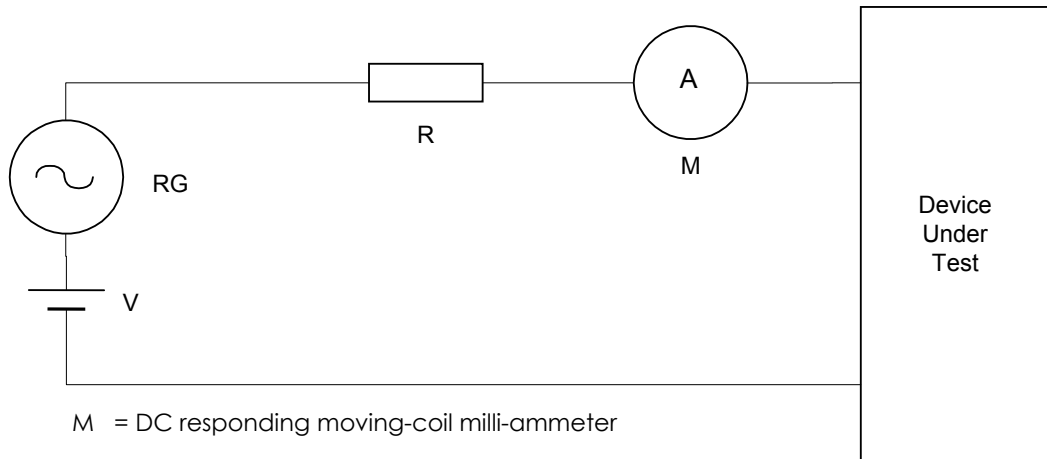 A
R
M
RG
Device
Under
Test
V
M = DC responding moving-coil milli-ammeter